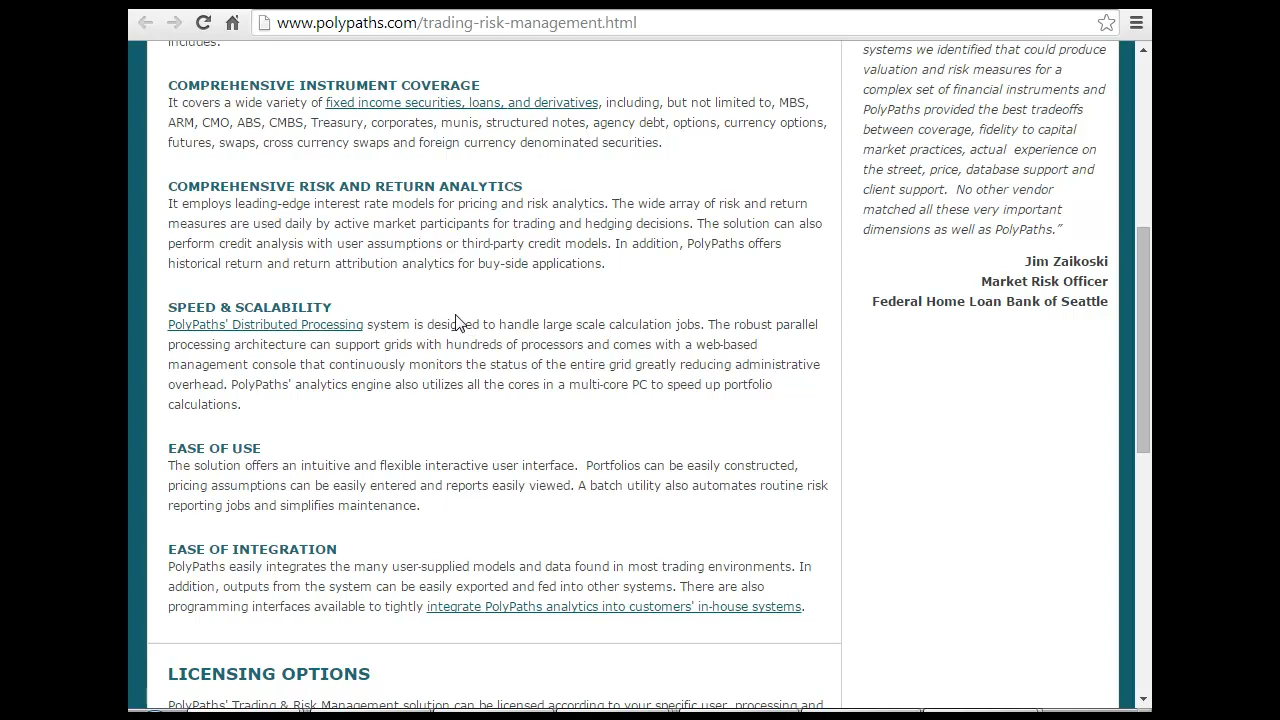 www.polypaths.com/trading-risk-management.html
includes:
COMPREHENSIVE INSTRUMENT COVERAGE
It covers a wide variety of fixed income securities, loans, and derivatives, including, but not limited to, MBS,
ARM, CMO, ABS, CMBS, Treasury, corporates, munis, structured notes, agency debt, options, currency options,
futures, swaps, cross currency swaps and foreign currency denominated securities.
COMPREHENSIVE RISK AND RETURN ANALYTICS
It employs leading-edge interest rate models for pricing and risk analytics. The wide array of risk and return
measures are used daily by active market participants for trading and hedging decisions. The solution can also
perform credit analysis with user assumptions or third-party credit models. In addition, PolyPaths offers
historical return and return attribution analytics for buy-side applications.
SPEED & SCALABILITY
PolyPaths' Distributed Processing system is designed to handle large scale calculation jobs. The robust parallel
processing architecture can support grids with hundreds of processors and comes with a web-based
management console that continuously monitors the status of the entire grid greatly reducing administrative
overhead. PolyPaths' analytics engine also utilizes all the cores in a multi-core PC to speed up portfolio
calculations.
EASE OF USE
The solution offers an intuitive and flexible interactive user interface.  Portfolios can be easily constructed,
pricing assumptions can be easily entered and reports easily viewed. A batch utility also automates routine risk
reporting jobs and simplifies maintenance.
EASE OF INTEGRATION
PolyPaths easily integrates the many user-supplied models and data found in most trading environments. In
addition, outputs from the system can be easily exported and fed into other systems. There are also
programming interfaces available to tightly integrate PolyPaths analytics into customers' in-house systems.
LICENSING OPTIONS
PolyPaths' Trading & Risk Management solution can be licensed according to your specific user, processing and
systems we identified that could produce
valuation and risk measures for a
complex set of financial instruments and
PolyPaths provided the best tradeoffs
between coverage, fidelity to capital
market practices, actual  experience on
the street, price, database support and
client support.  No other vendor
matched all these very important
dimensions as well as PolyPaths.”
Jim Zaikoski
Market Risk Officer
Federal Home Loan Bank of Seattle